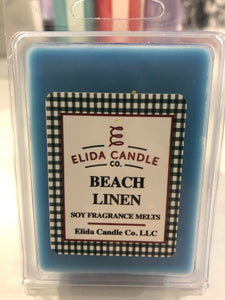 ELIDA CANDLE
CO.
BEACH
LINEN
SOY FRAGRANCE MELTS
Elida Candle Co. LLC